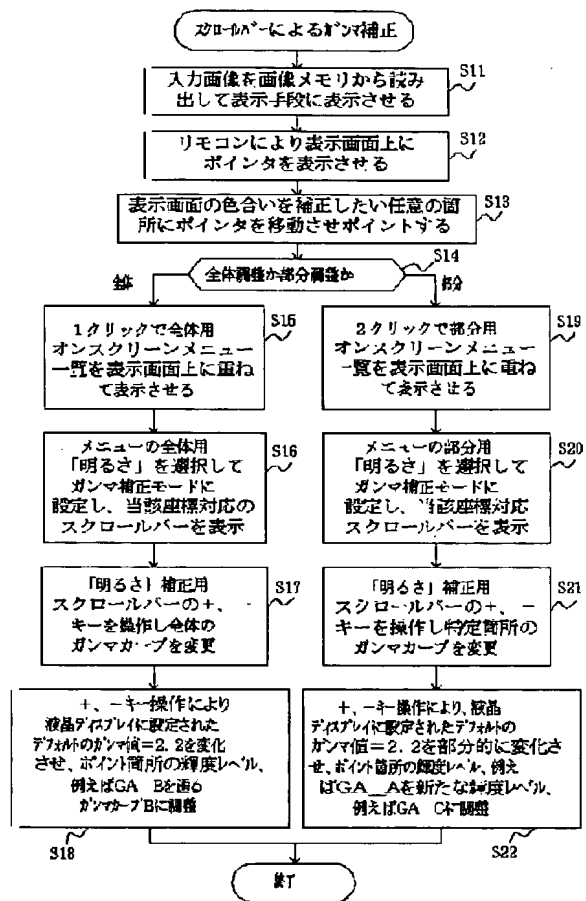 スクロールバーによるガンマ補正
S11
入力画像を画像メモリから読み
出して表示手段に表示させる
S12
リモコンにより表示画面上に
ポインタを表示させる
S13
表示画面の色合いを補正したい任意の箇
所にポインタを移動させポイントする
S14
全体調整か部分調整か
全体
部分
S15
1クリックで全体用
オンスクリーンメニュー
一覧を表示画面上に重ね
て表示させる
S16
メニューの全体用
「明るさ」を選択して
ガンマ補正モードに
設定し、当該座標対応の
スクロールバーを表示
S17
「明るさ」補正用
スクロールバーの+、-
キーを操作し全体の
ガンマカーブを変更
+、-キー操作により
液晶ディスプレイに設定された
デフォルトのガンマ値=2.2を変化
させ、ポイント箇所の輝度レベル、
例えばGA_Bを通る
ガンマカーブBに調整
S18
S19
2クリックで部分用
オンスクリーンメニュー
一覧を表示画面上に重ね
て表示させる
S20
メニューの部分用
「明るさ」を選択して
ガンマ補正モードに
設定し、当該座標対応の
スクロールバーを表示
S21
「明るさ」補正用
スクロールバーの+、-
キーを操作し特定箇所の
ガンマカーブを変更
+、-キー操作により、液晶
ディスプレイに設定されたデフォルトの
ガンマ値=2.2を部分的に変化さ
せ、ポイント箇所の輝度レベル、例え
ばGA_Aを新たな輝度レベル、
例えばGA_Cに調整
S22
終了